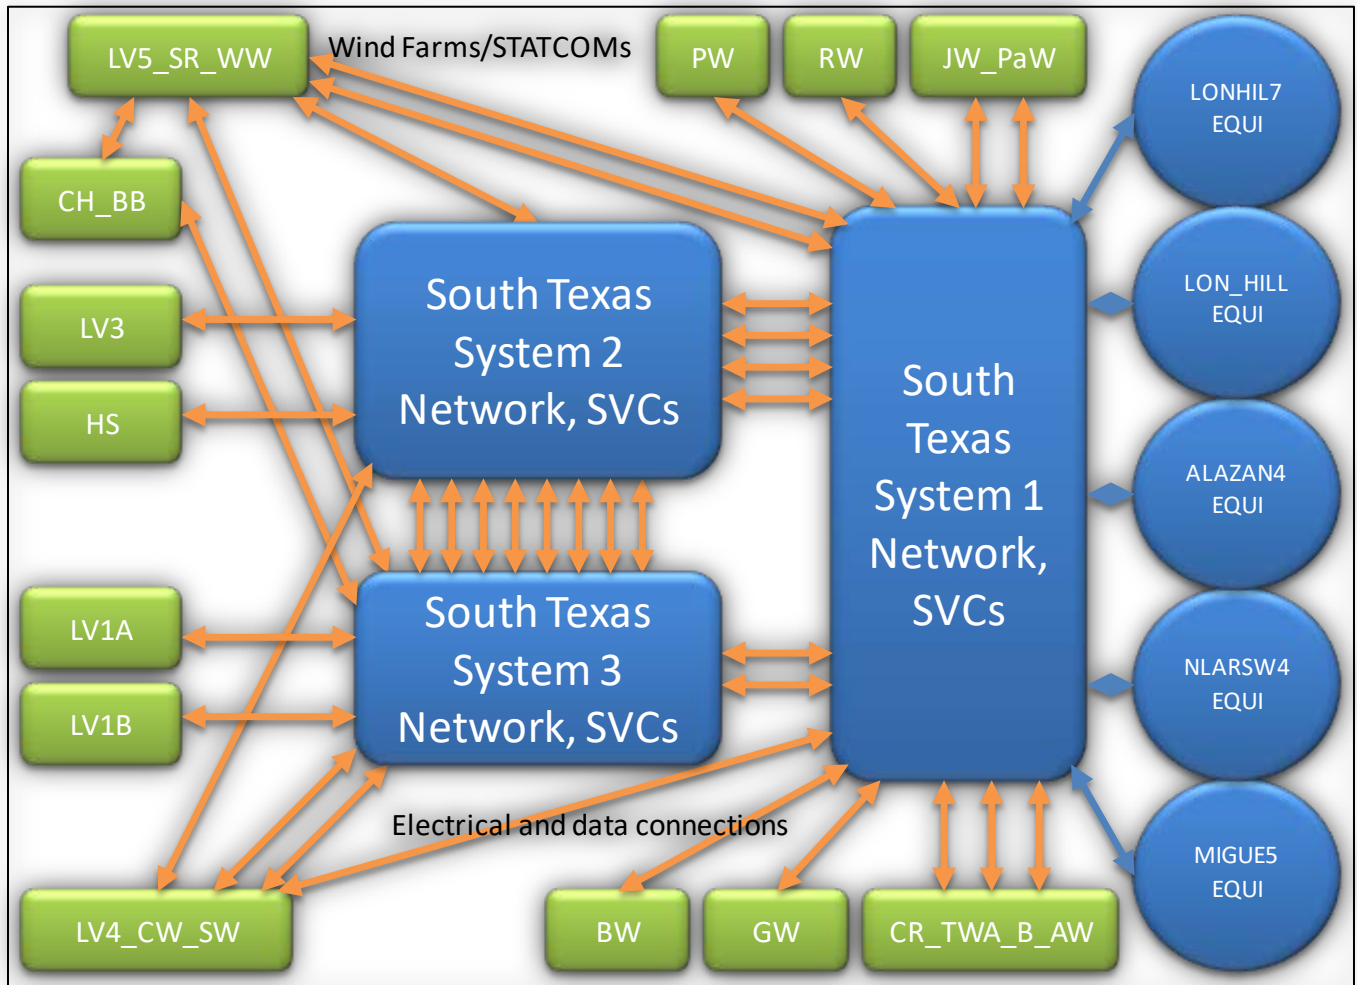 LV5_SR_WW
Wind Farms/STATCOMs
PW
RW
JW_PaW
LONHIL7
EQUI
CH_BB
LON_HILL
EQUI
South Texas
System 2
Network, SVCs
LV3
HS
South
Texas
System 1
Network,
SVCs
ALAZAN4
EQUI
South Texas
System 3
Network, SVCs
LV1A
LV1B
NLARSW4
EQUI
Electrical and data connections
MIGUE5
EQUI
LV4_CW_SW
BW
GW
CR_TWA_B_AW